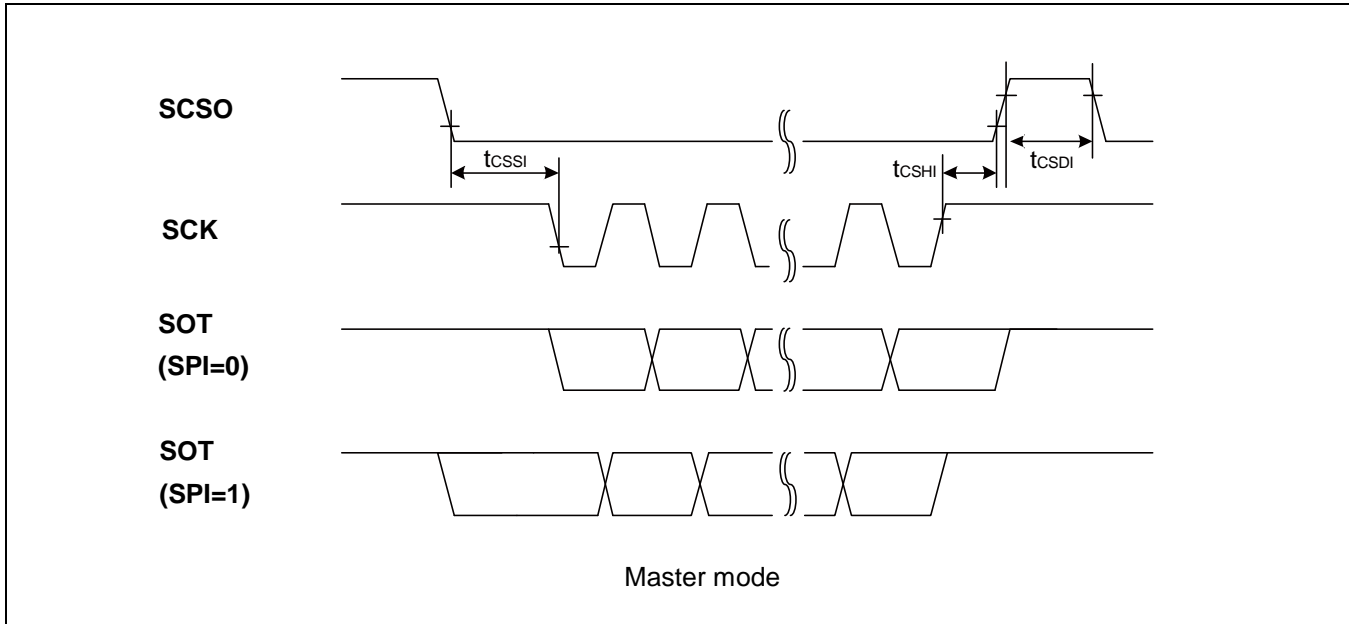 SCSO
tCSSI
tCSHI
tCSDI
SCK
SOT
(SPI=0)
SOT
(SPI=1)
Master mode